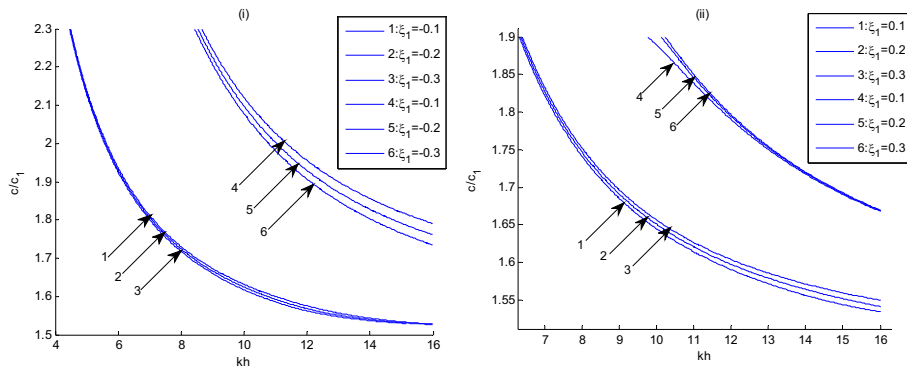 (i)
2.3
2.2
2.1
2
1.9
1.8
1.7
1.6
1.5
c/c1
4 6 8 10 12 14 16
kh
1:ξ1=-0.1
2:ξ1=-0.2
3:ξ1=-0.3
4:ξ1=-0.1
5:ξ1=-0.2
6:ξ1=-0.3
4
5
6
1
2
3
(ii)
1.9
1.85
1.8
1.75
1.7
1.65
1.6
1.55
c/c1
7 8 9 10 11 12 13 14 15 16
kh
1:ξ1=0.1
2:ξ1=0.2
3:ξ1=0.3
4:ξ1=0.1
5:ξ1=0.2
6:ξ1=0.3
4
5
6
1
2
3